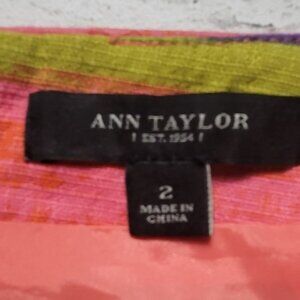 ANN TAYLOR
EST. 1954
2
MADE IN
CHINA